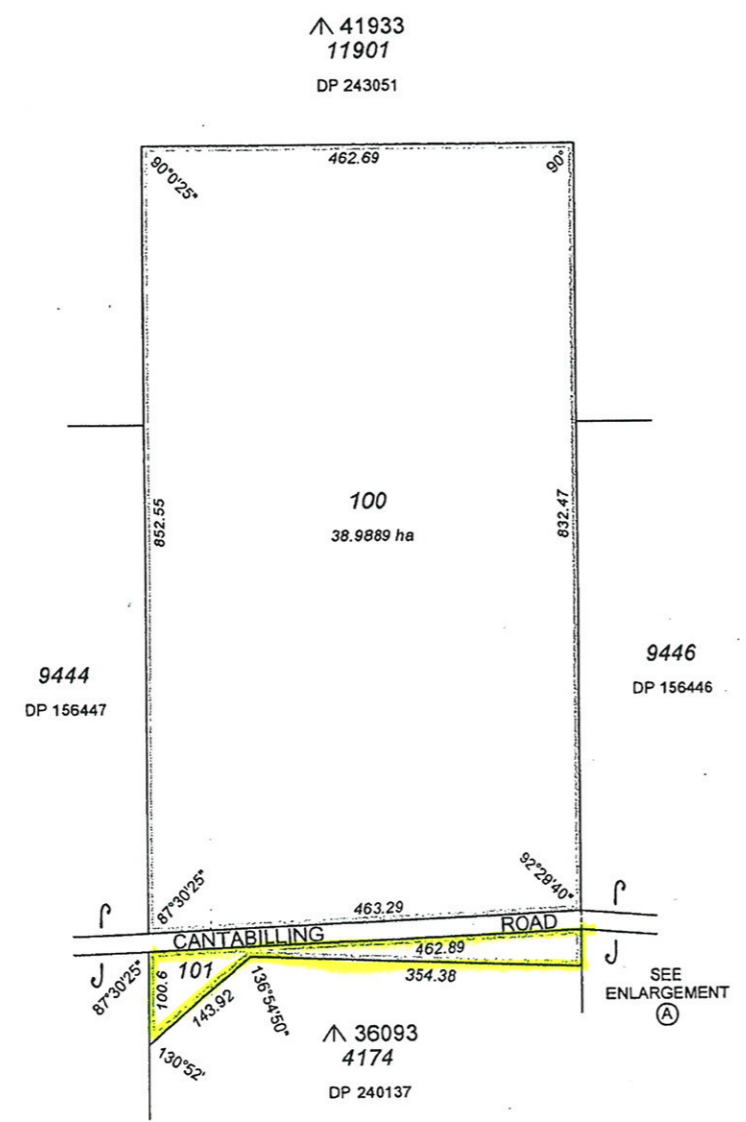 41933
11901
DP 243051
462.69
90°0'25"
90°
852.55
832.47
100
38.9889 ha
9444
DP 156447
9446
DP 156446
87°30'25"
92°29'40"
463.29
CANTABILLING ROAD
462.89
354.38
87°30'25"
100.6
101
143.92
136°54'50"
130°52'
SEE
ENLARGEMENT
A
36093
4174
DP 240137